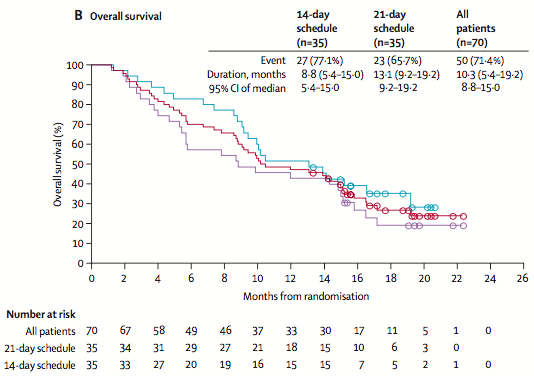 B Overall survival
14-day schedule (n=35) 21-day schedule (n=35) All patients (n=70)
Event 27 (77·1%) 23 (65·7%) 50 (71·4%)
Duration, months 8·8 (5·4–15·0) 13·1 (9·2–19·2) 10·3 (5·4–19·2)
95% CI of median 5·4–15·0 9·2–19·2 8·8–15·0
Overall survival (%)
100
90
80
70
60
50
40
30
20
10
0
0 2 4 6 8 10 12 14 16 18 20 22 24 26
Months from randomisation
Number at risk
All patients 70 67 58 49 46 37 33 30 17 11 5 1 0
21-day schedule 35 34 31 29 27 21 18 15 10 6 3 0
14-day schedule 35 33 27 20 19 16 15 15 7 5 2 1 0